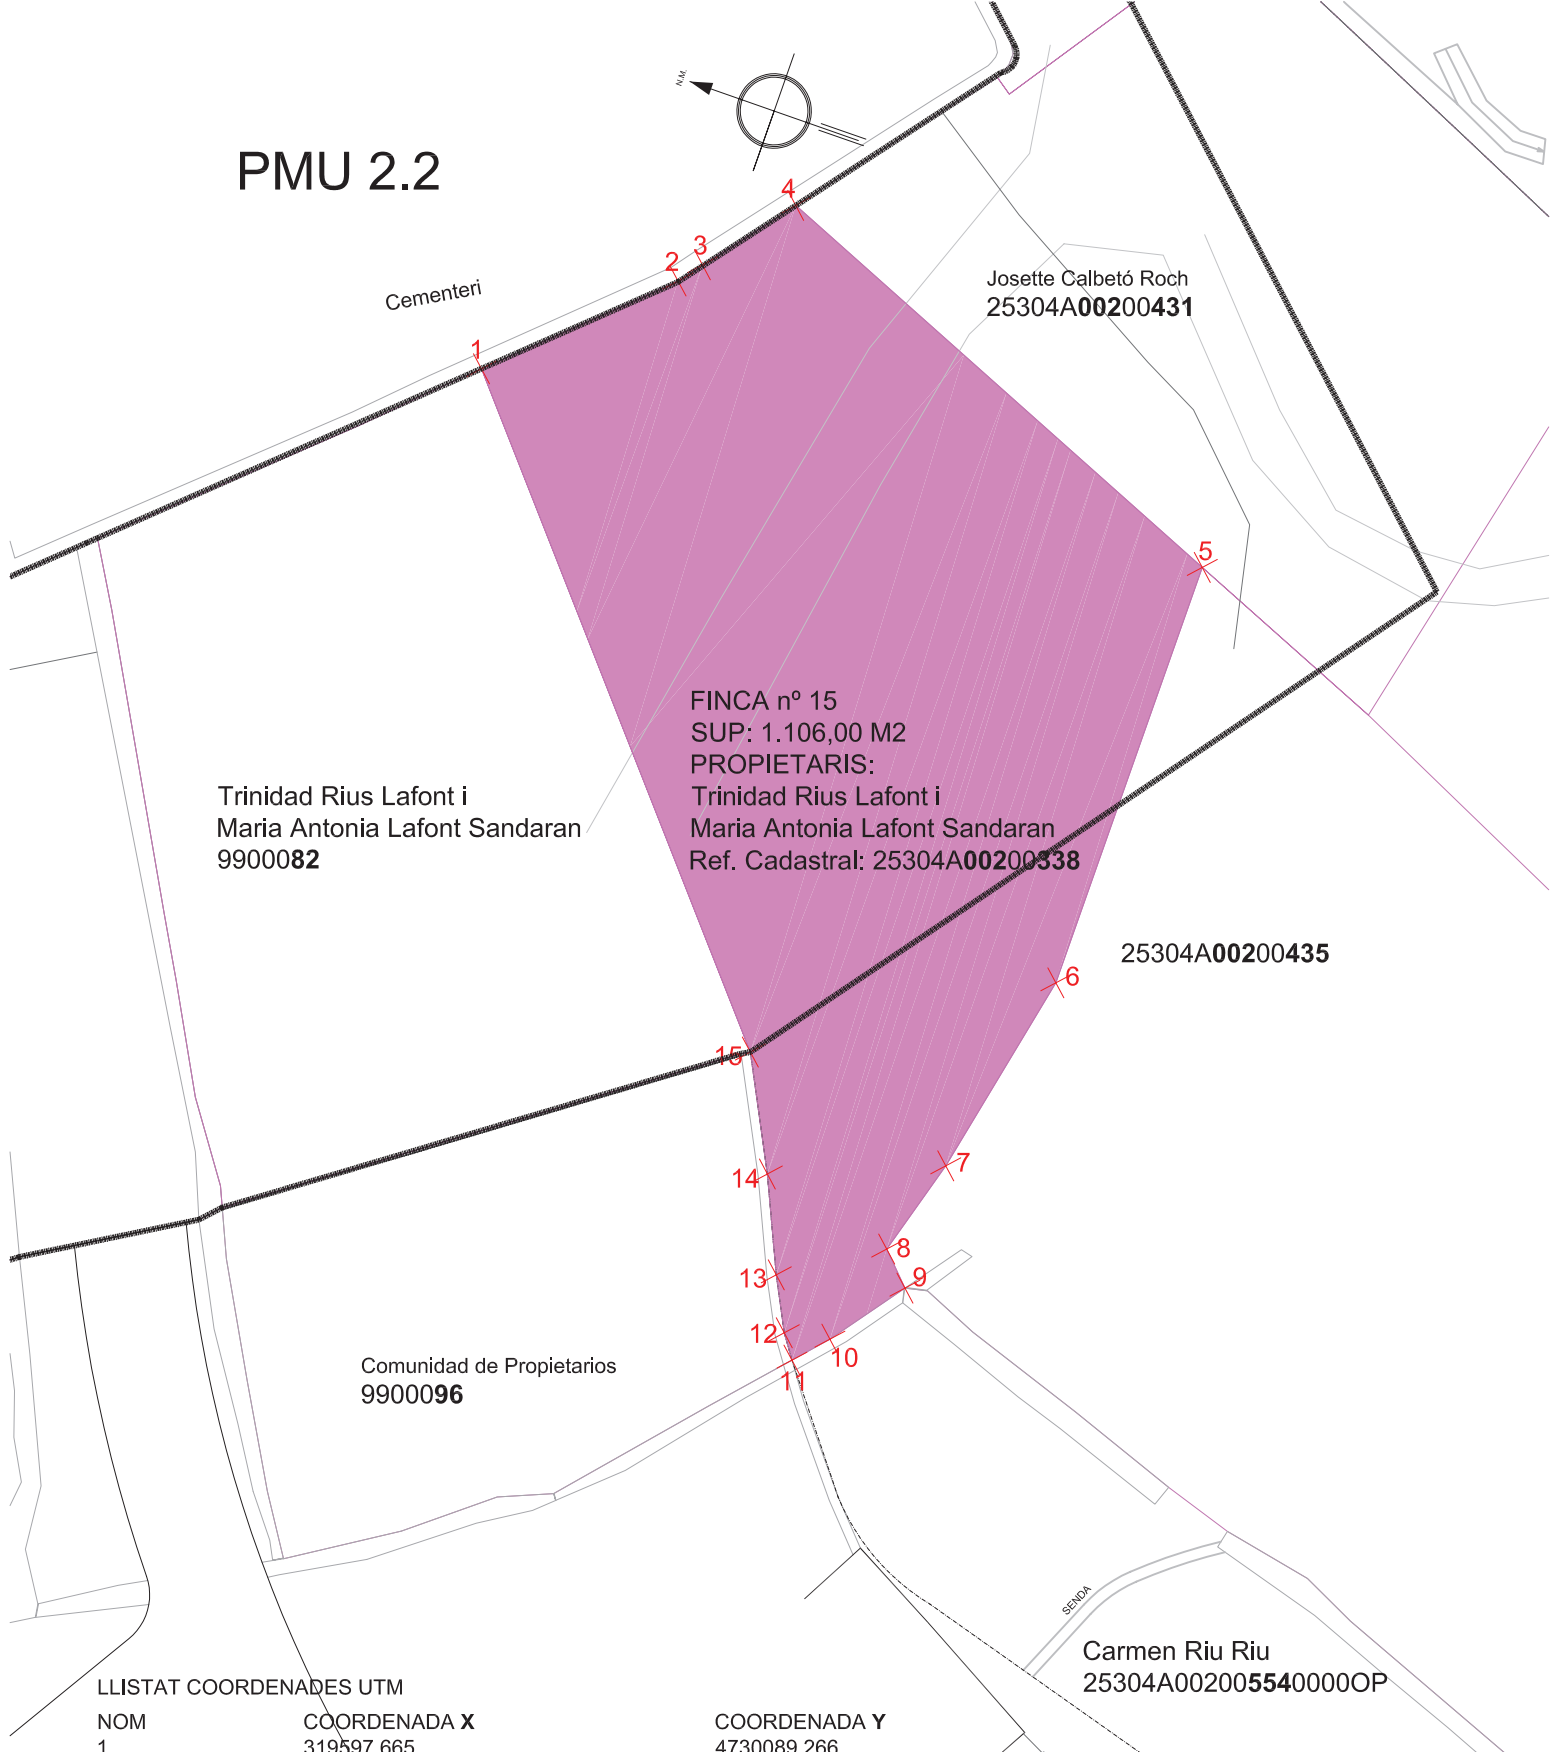 N.M.
PMU 2.2
4
3
2
Cementeri
1
Josette Calbetó Roch
25304A00200431
5
FINCA nº 15
SUP: 1.106,00 M2
PROPIETARIS:
Trinidad Rius Lafont i
Maria Antonia Lafont Sandaran
Ref. Cadastral: 25304A00200338
Trinidad Rius Lafont i
Maria Antonia Lafont Sandaran
9900082
25304A00200435
6
15
7
14
8
13
9
12
10
11
Comunidad de Propietarios
9900096
SENDA
Carmen Riu Riu
25304A002005540000OP
LLISTAT COORDENADES UTM
NOM COORDENADA X COORDENADA Y
1 319597.665 4730089.266